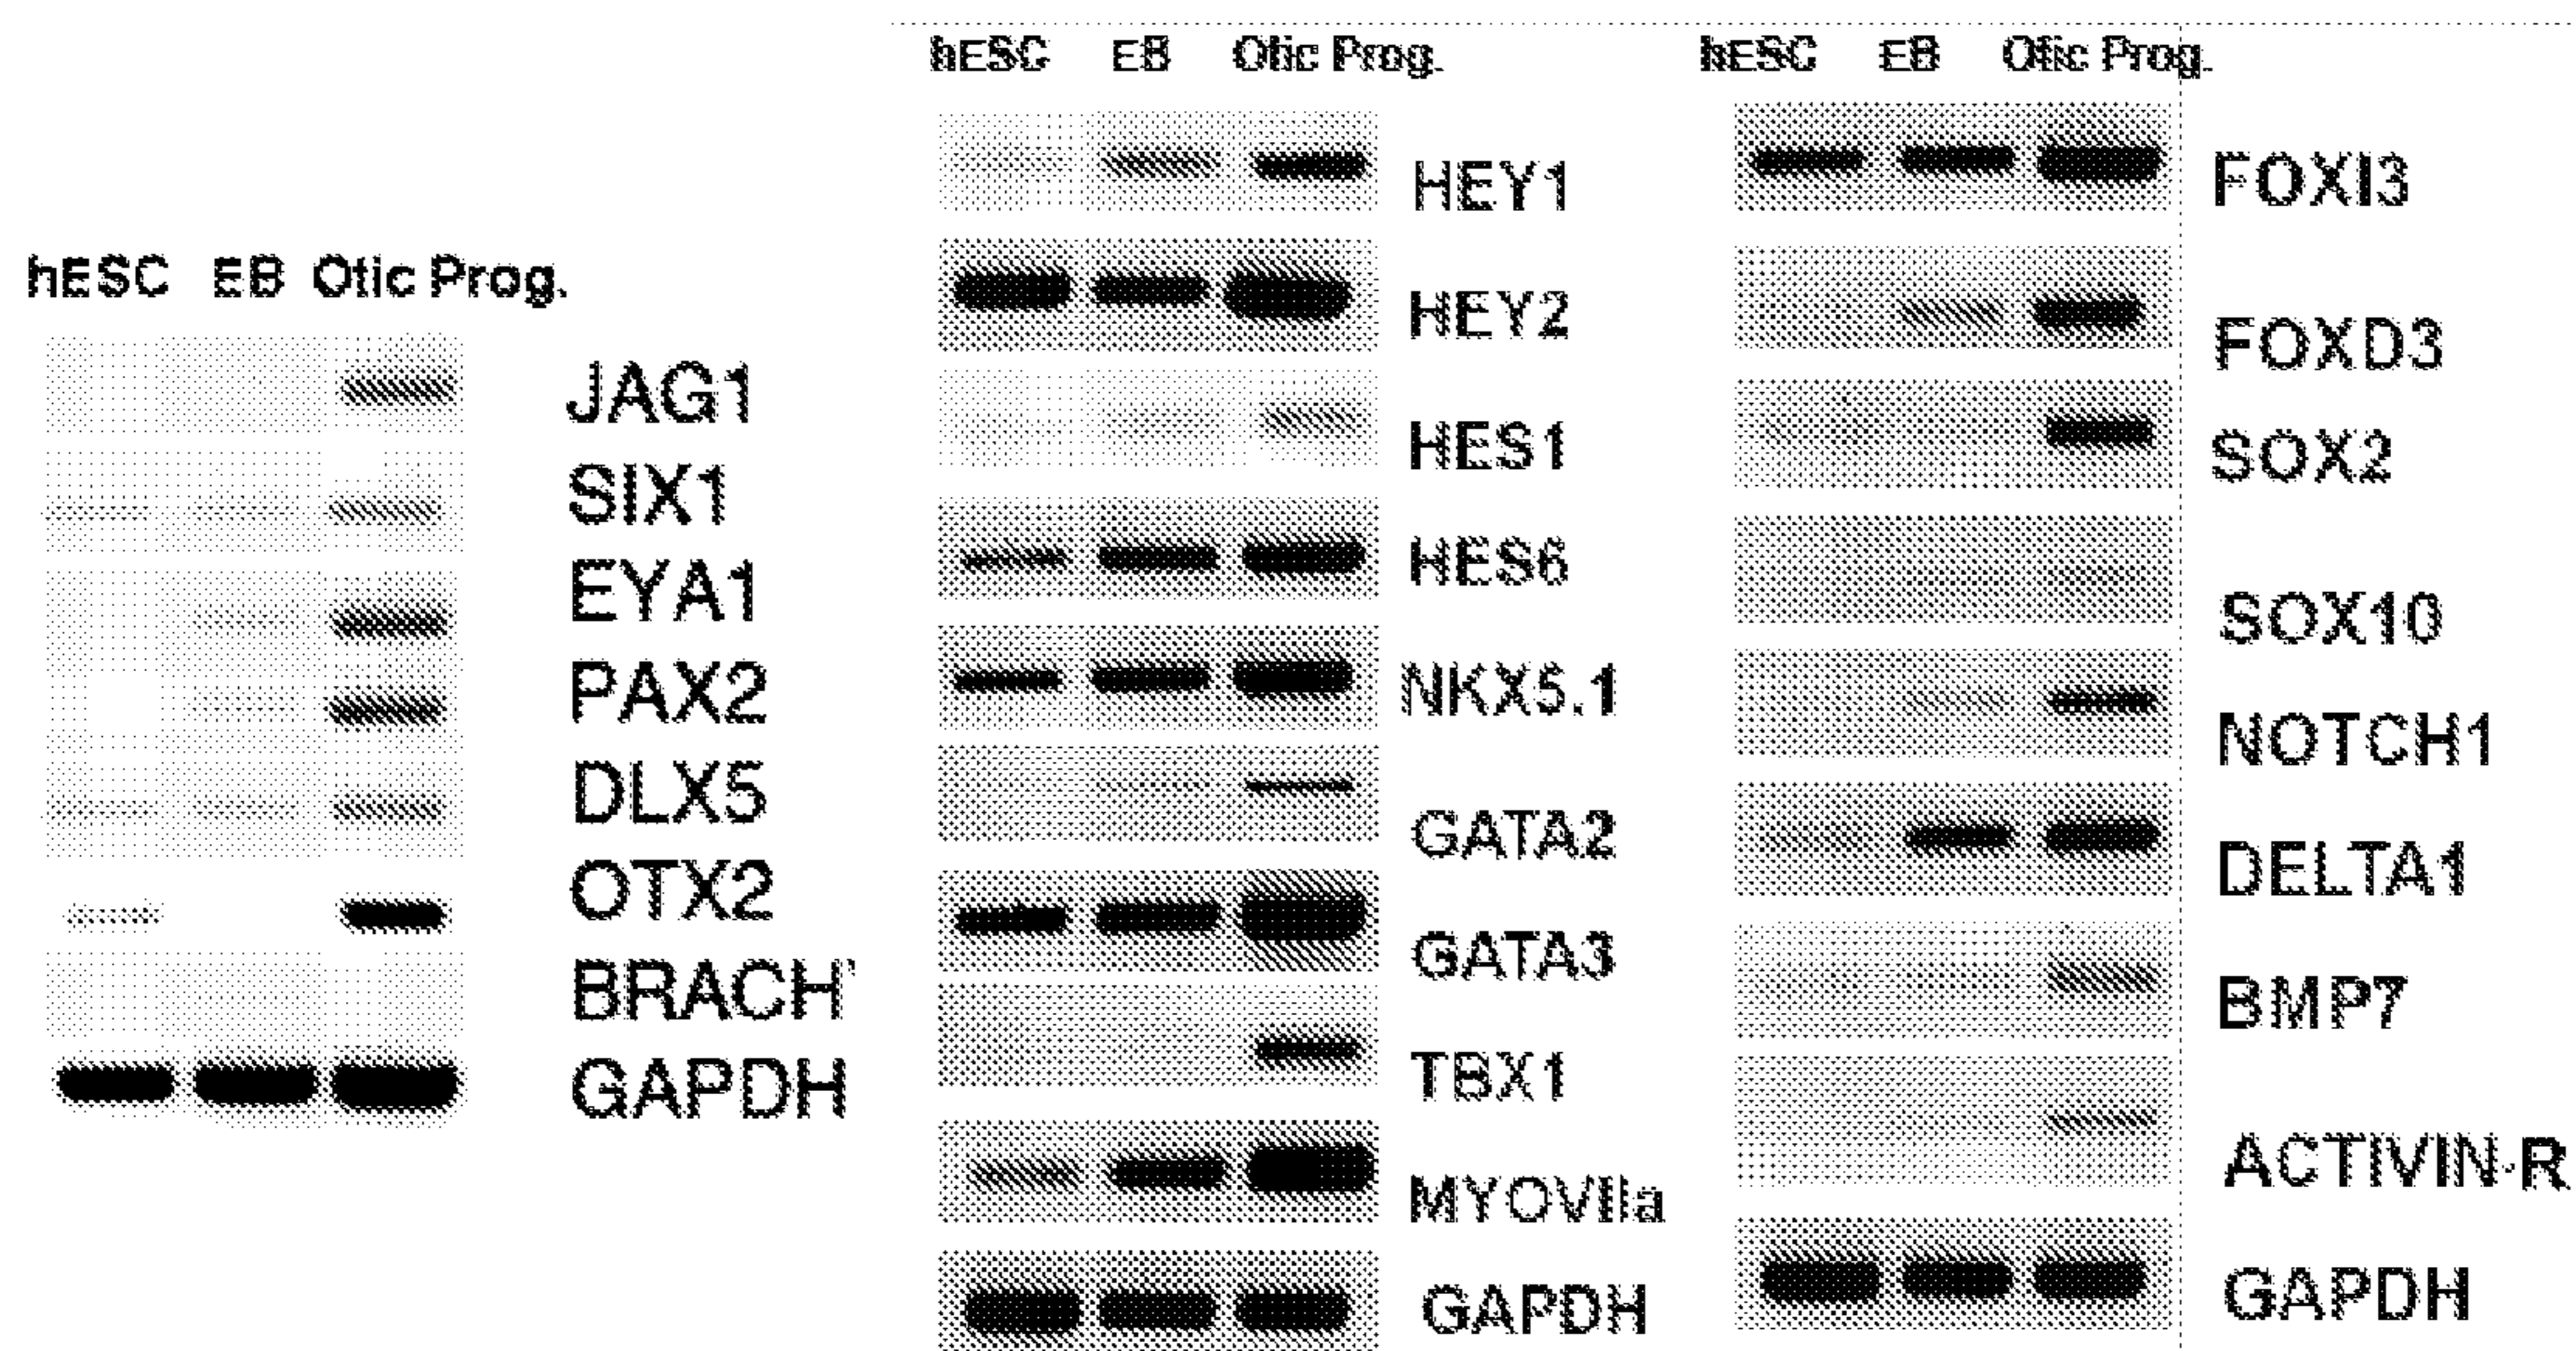 hESC EB Otic Prog.
JAG1
SIX1
EYA1
PAX2
DLX5
OTX2
BRACHY
GAPDH
hESC EB Otic Prog.
HEY1
HEY2
HES1
HES6
NKX5.1
GATA2
GATA3
TBX1
MYOVIIa
GAPDH
hESC EB Otic Prog.
FOXI3
FOXD3
SOX2
SOX10
NOTCH1
DELTA1
BMP7
ACTIVIN-R
GAPDH